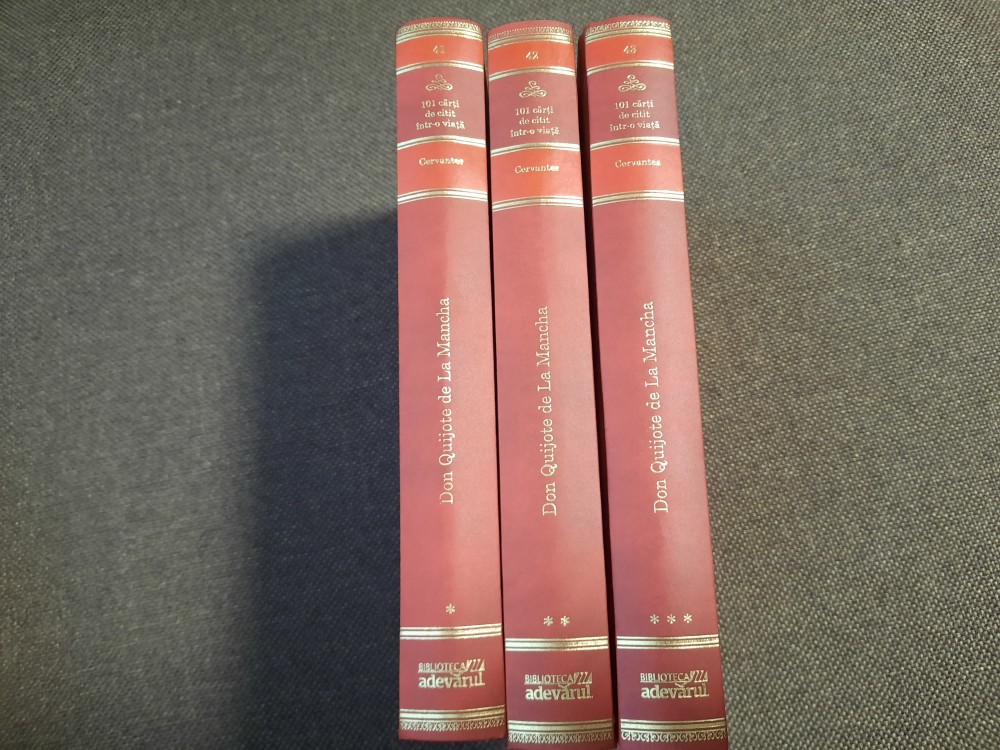 41
101 cărți
de citit
într-o viață
Cervantes
Don Quijote de La Mancha
*
BIBLIOTECA
adevărul
42
101 cărți
de citit
într-o viață
Cervantes
Don Quijote de La Mancha
* *
BIBLIOTECA
adevărul
43
101 cărți
de citit
într-o viață
Cervantes
Don Quijote de La Mancha
* * *
BIBLIOTECA
adevărul